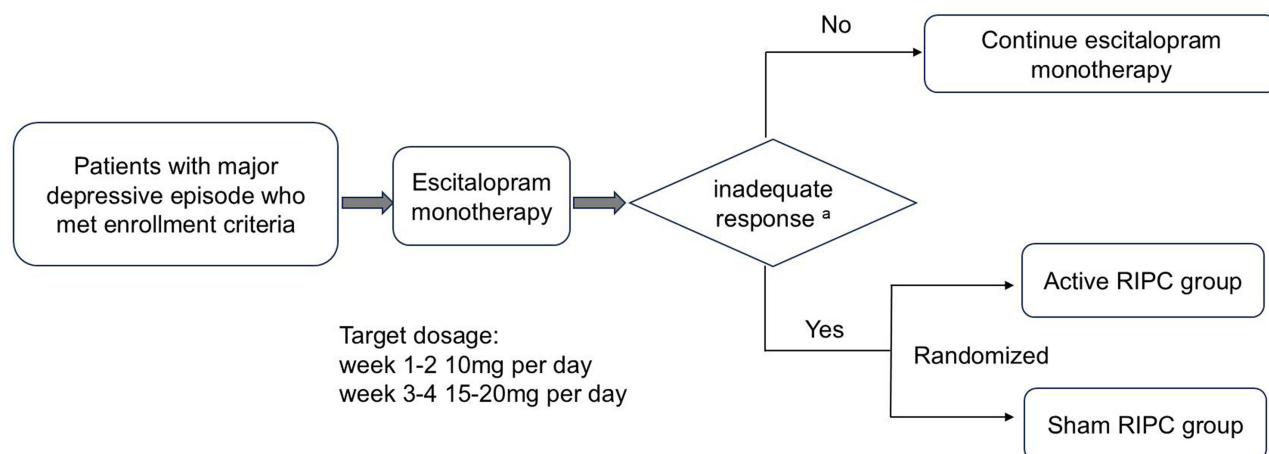 No
Continue escitalopram
monotherapy
Patients with major
depressive episode who
met enrollment criteria
Escitalopram
monotherapy
inadequate
response ᵃ
Active RIPC group
Yes
Randomized
Target dosage:
week 1-2 10mg per day
week 3-4 15-20mg per day
Sham RIPC group